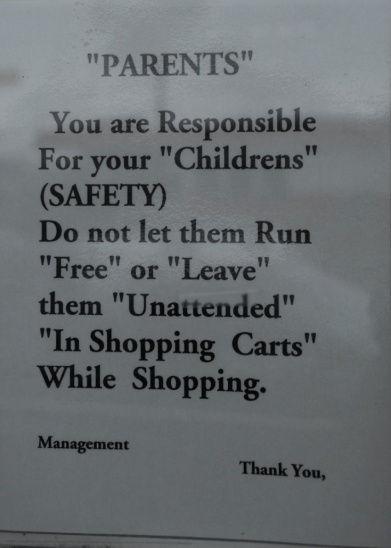 "PARENTS"
You are Responsible
For your "Childrens"
(SAFETY)
Do not let them Run
"Free" or "Leave"
them "Unattended"
"In Shopping Carts"
While Shopping.
Management
Thank You,